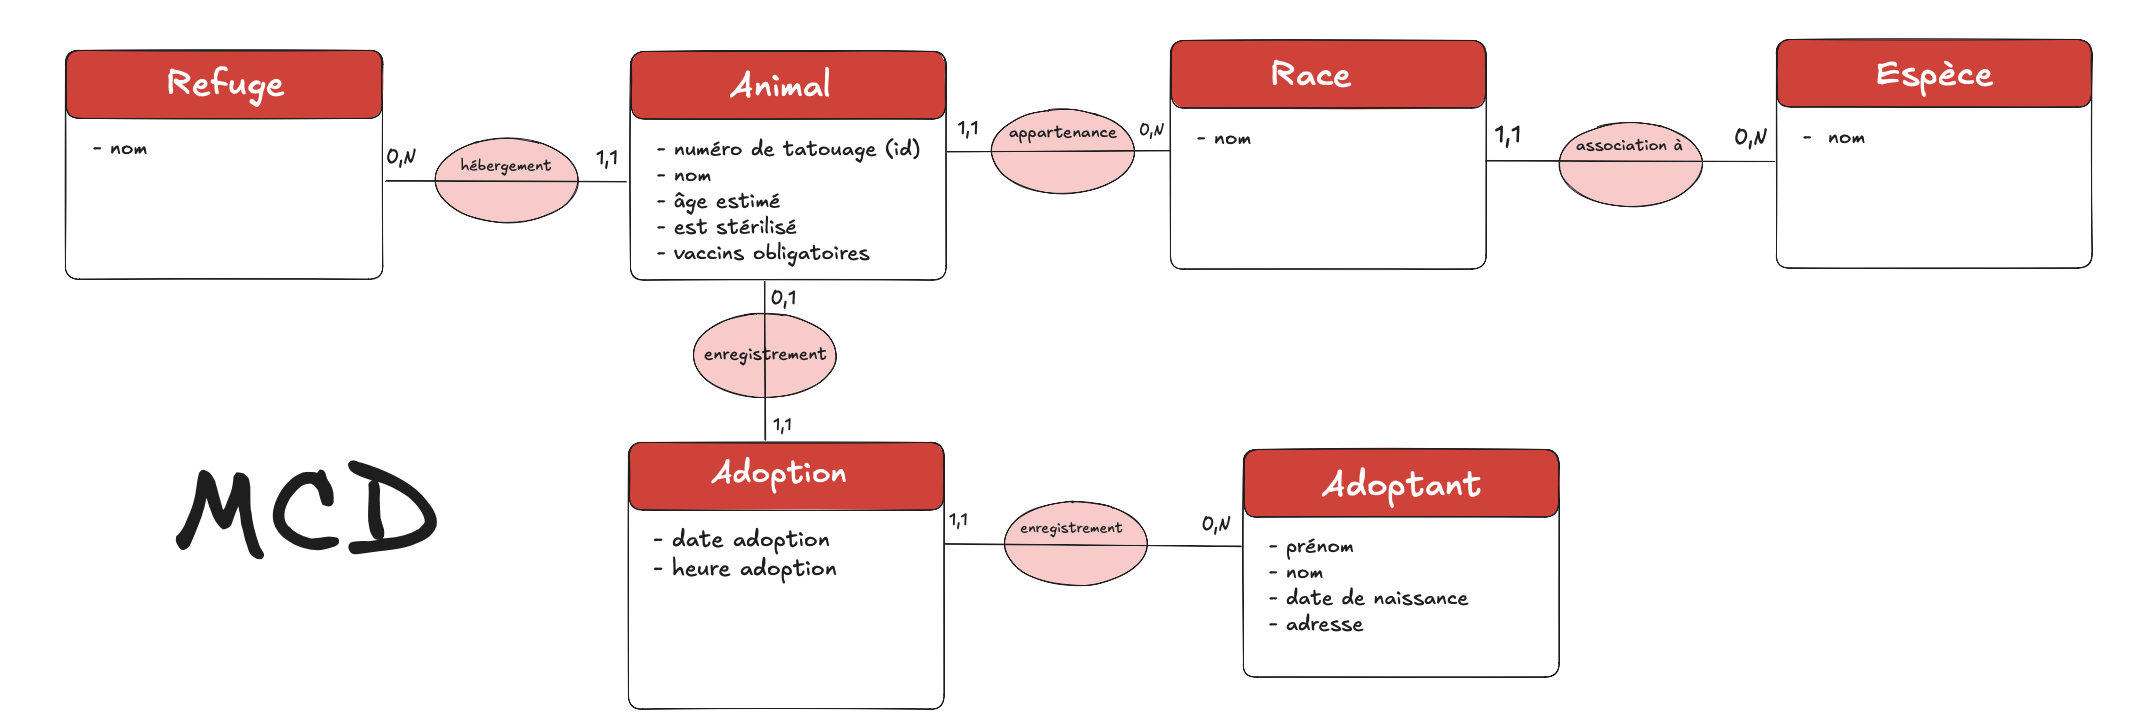 Refuge
- nom
0,N
hébergement
1,1
Animal
- numéro de tatouage (id)
- nom
- âge estimé
- est stérilisé
- vaccins obligatoires
1,1
appartenance
0,N
Race
- nom
1,1
association à
0,N
Espèce
- nom
0,1
enregistrement
1,1
MCD
Adoption
- date adoption
- heure adoption
1,1
enregistrement
0,N
Adoptant
- prénom
- nom
- date de naissance
- adresse